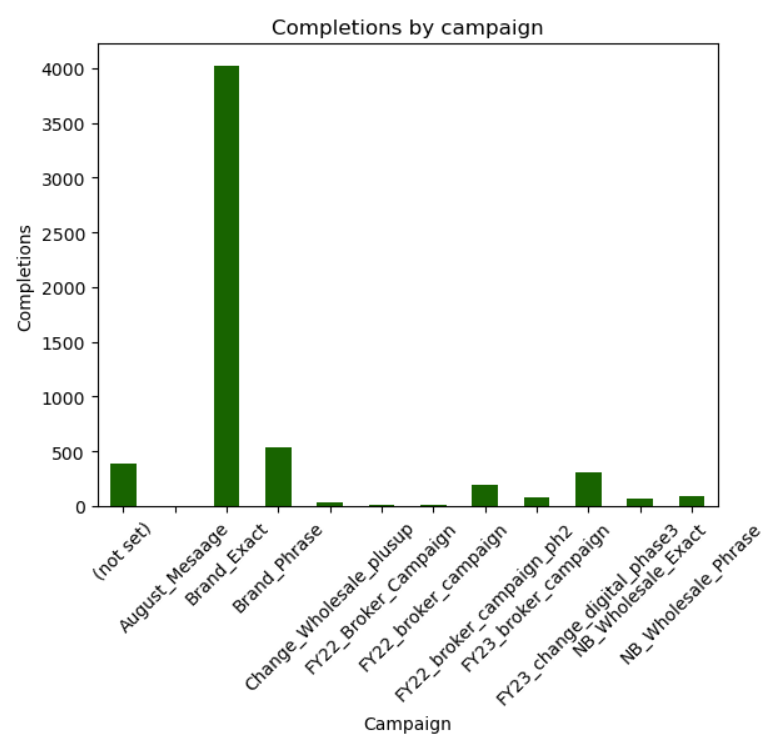 Completions by campaign
4000
3500
3000
2500
2000
1500
1000
500
0
Completions
(not set)
August_Mesaage
Brand_Exact
Brand_Phrase
Change_Wholesale_plusup
FY22_Broker_Campaign
FY22_broker_campaign
FY22_broker_campaign_ph2
FY23_broker_campaign
FY23_change_digital_phase3
NB_Wholesale_Exact
NB_Wholesale_Phrase
Campaign